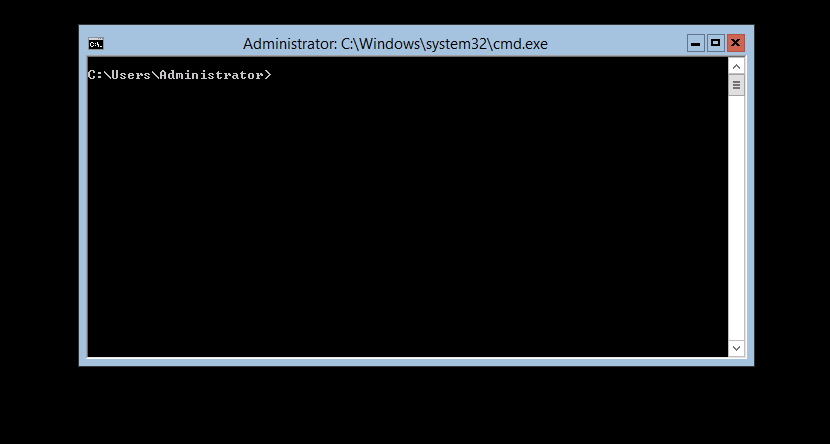 Administrator: C:\Windows\system32\cmd.exe
C:\Users\Administrator>